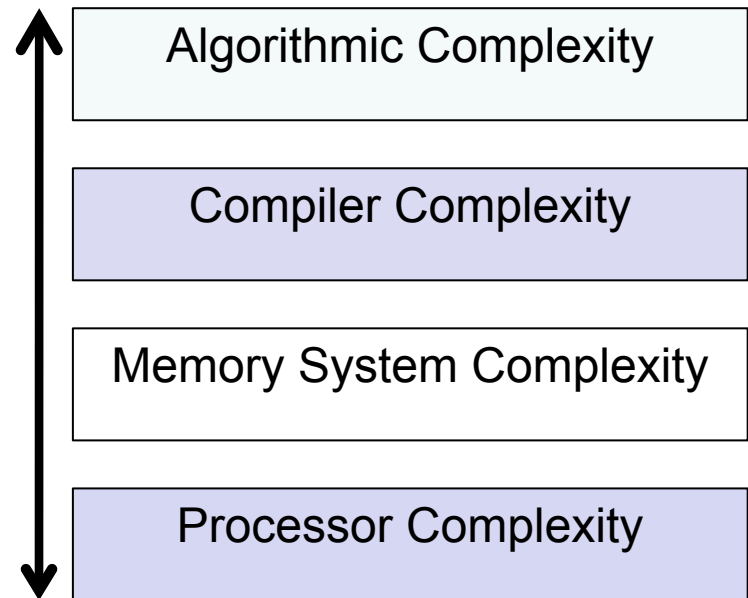 Algorithmic Complexity
Compiler Complexity
Memory System Complexity
Processor Complexity